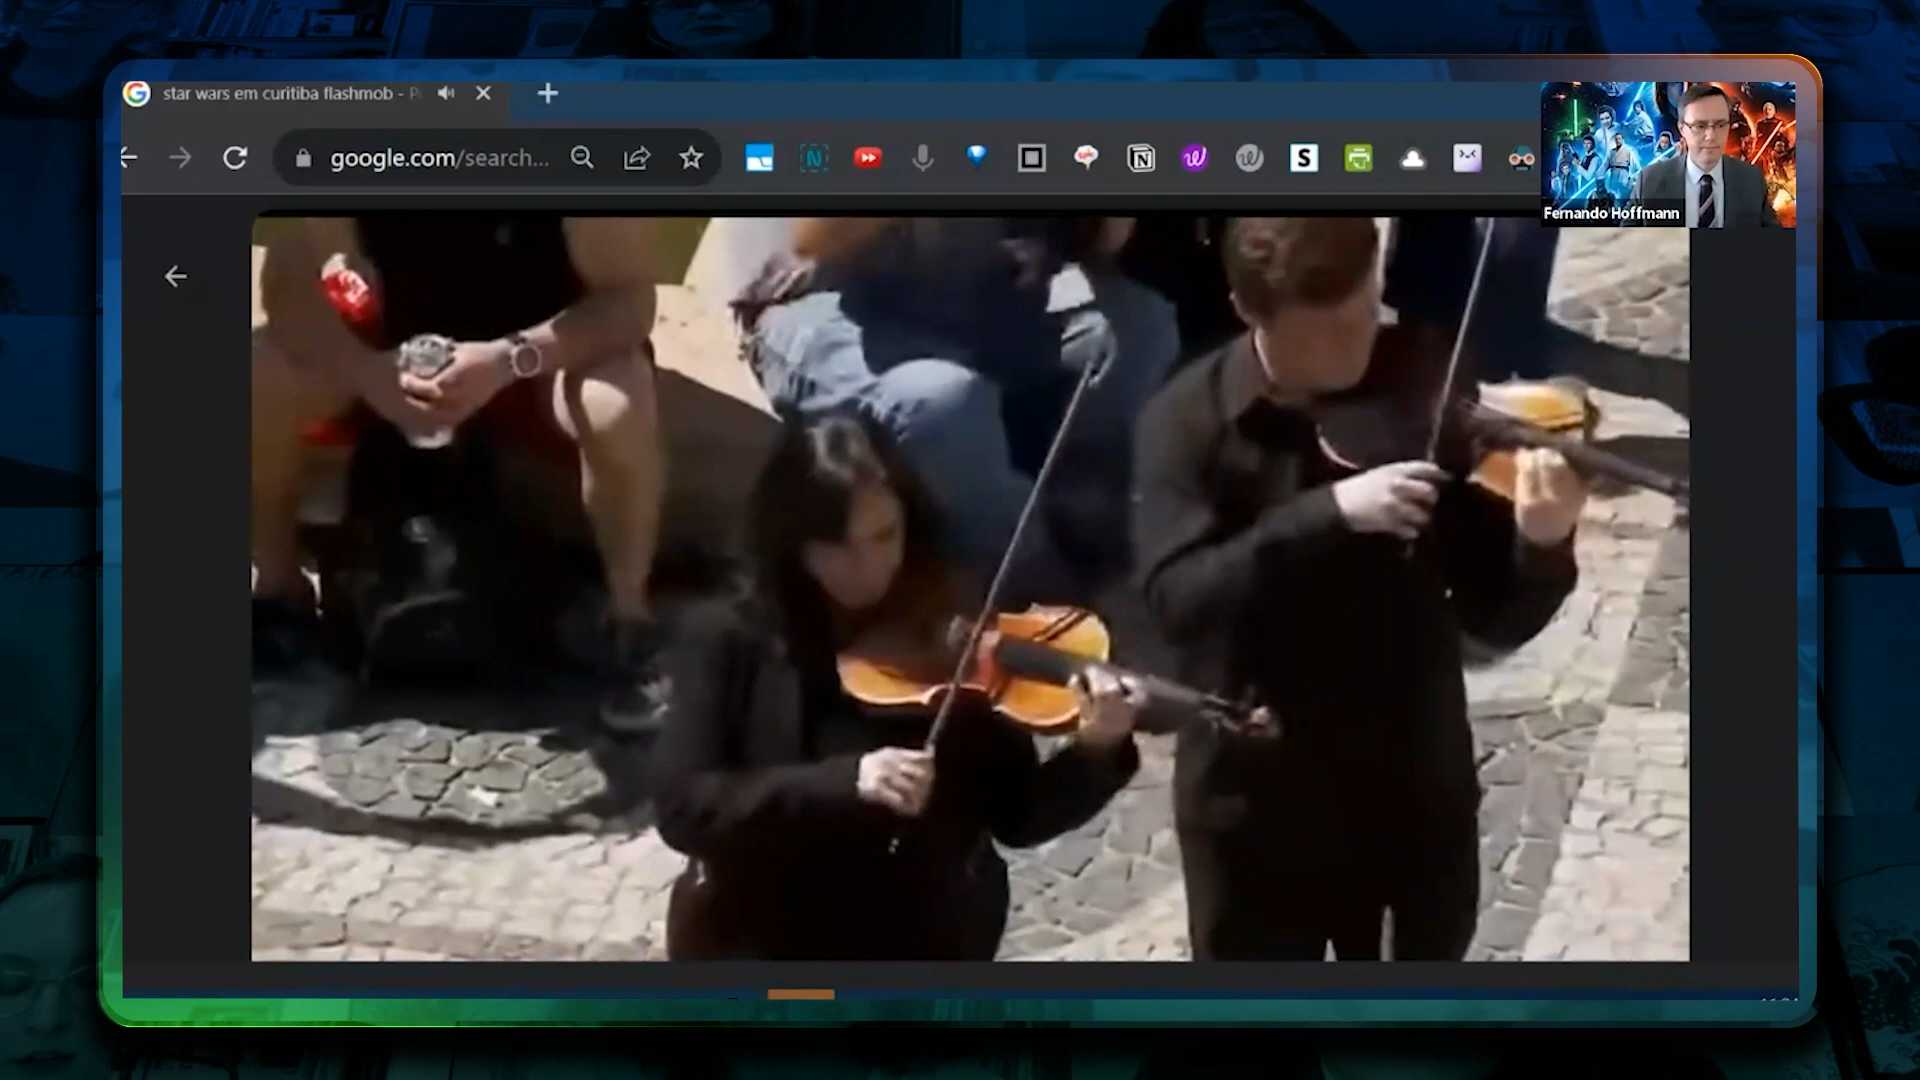 star wars em curitiba flashmob - P
google.com/search...
Fernando Hoffmann